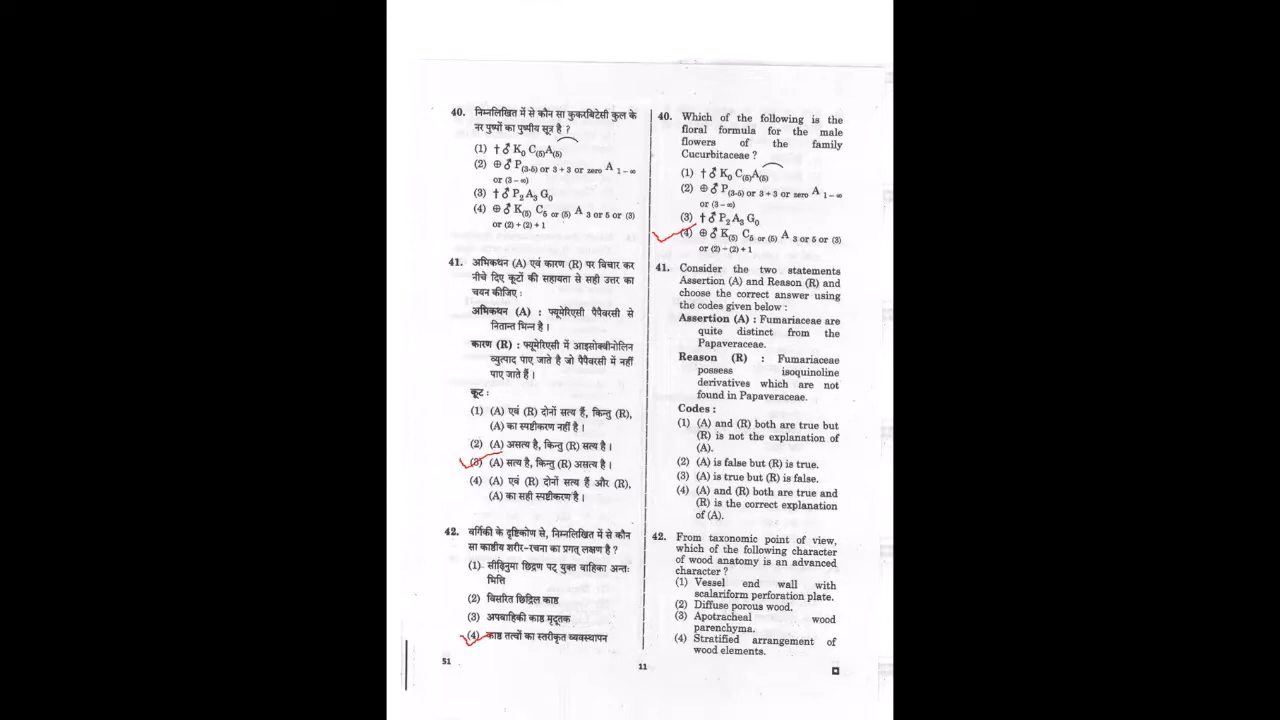 40. निम्नलिखित में से कौन सा कुकरबिटेसी कुल के
नर पुष्पों का पुष्पीय सूत्र है ?
(1) † ♂ K0 C(5)A(5)
(2) ⊕ ♂ P(3-5) or 3 + 3 or zero A 1 – ∞
or (3 – ∞)
(3) † ♂ P2 A3 G0
(4) ⊕ ♂ K(5) C5 or (5) A 3 or 5 or (3)
or (2) + (2) + 1
41. अभिकथन (A) एवं कारण (R) पर विचार कर
नीचे दिए कूटों की सहायता से सही उत्तर का
चयन कीजिए :
अभिकथन (A) : फ्यूमेरिएसी पैपैवरसी से
नितान्त भिन्न है ।
कारण (R) : फ्यूमेरिएसी में आइसोक्वीनोलिन
व्युत्पाद पाए जाते है जो पैपैवरसी में नहीं
पाए जाते हैं ।
कूट :
(1) (A) एवं (R) दोनों सत्य हैं, किन्तु (R),
(A) का स्पष्टीकरण नहीं है ।
(2) (A) असत्य है, किन्तु (R) सत्य है ।
(3) (A) सत्य है, किन्तु (R) असत्य है ।
(4) (A) एवं (R) दोनों सत्य हैं और (R),
(A) का सही स्पष्टीकरण है ।
42. वर्गिकी के दृष्टिकोण से, निम्नलिखित में से कौन
सा काष्ठीय शरीर-रचना का प्रगत् लक्षण है ?
(1) सीढ़िनुमा छिद्रण पट् युक्त वाहिका अन्तः
भित्ति
(2) विसरित छिद्रिल काष्ठ
(3) अपवाहिकी काष्ठ मृदूतक
(4) काष्ठ तत्वों का स्तरीकृत व्यवस्थापन
51
40. Which of the following is the
floral formula for the male
flowers of the family
Cucurbitaceae ?
(1) † ♂ K0 C(5)A(5)
(2) ⊕ ♂ P(3-5) or 3 + 3 or zero A 1 – ∞
or (3 – ∞)
(3) † ♂ P2 A3 G0
(4) ⊕ ♂ K(5) C5 or (5) A 3 or 5 or (3)
or (2) + (2) + 1
41. Consider the two statements
Assertion (A) and Reason (R) and
choose the correct answer using
the codes given below :
Assertion (A) : Fumariaceae are
quite distinct from the
Papaveraceae.
Reason (R) : Fumariaceae
possess isoquinoline
derivatives which are not
found in Papaveraceae.
Codes :
(1) (A) and (R) both are true but
(R) is not the explanation of
(A).
(2) (A) is false but (R) is true.
(3) (A) is true but (R) is false.
(4) (A) and (R) both are true and
(R) is the correct explanation
of (A).
42. From taxonomic point of view,
which of the following character
of wood anatomy is an advanced
character ?
(1) Vessel end wall with
scalariform perforation plate.
(2) Diffuse porous wood.
(3) Apotracheal wood
parenchyma.
(4) Stratified arrangement of
wood elements.
11